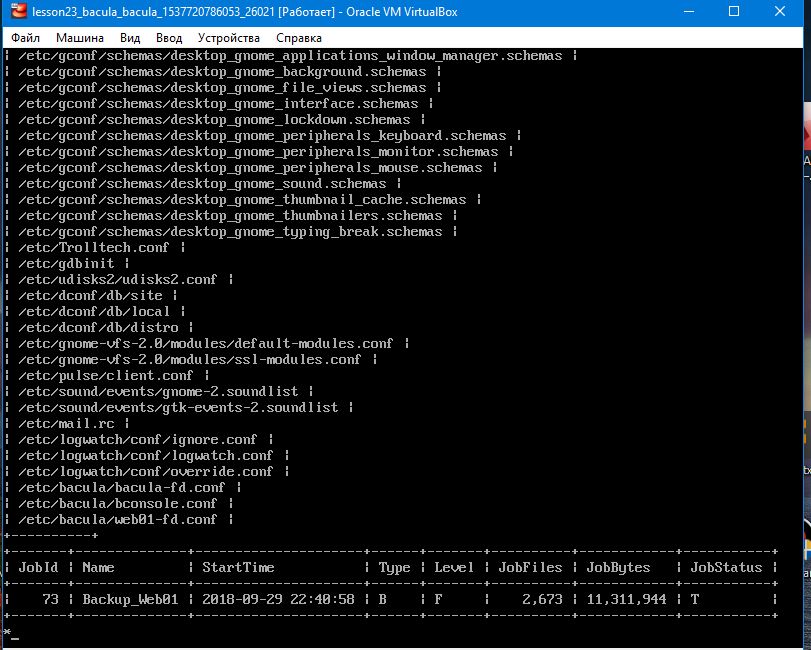 lesson23_bacula_bacula_1537720786053_26021 [Работает] - Oracle VM VirtualBox
Файл Машина Вид Ввод Устройства Справка
| /etc/gconf/schemas/desktop_gnome_applications_window_manager.schemas |
| /etc/gconf/schemas/desktop_gnome_background.schemas |
| /etc/gconf/schemas/desktop_gnome_file_views.schemas |
| /etc/gconf/schemas/desktop_gnome_interface.schemas |
| /etc/gconf/schemas/desktop_gnome_lockdown.schemas |
| /etc/gconf/schemas/desktop_gnome_peripherals_keyboard.schemas |
| /etc/gconf/schemas/desktop_gnome_peripherals_monitor.schemas |
| /etc/gconf/schemas/desktop_gnome_peripherals_mouse.schemas |
| /etc/gconf/schemas/desktop_gnome_sound.schemas |
| /etc/gconf/schemas/desktop_gnome_thumbnail_cache.schemas |
| /etc/gconf/schemas/desktop_gnome_thumbnailers.schemas |
| /etc/gconf/schemas/desktop_gnome_typing_break.schemas |
| /etc/Trolltech.conf |
| /etc/gdbinit |
| /etc/udisks2/udisks2.conf |
| /etc/dconf/db/site |
| /etc/dconf/db/local |
| /etc/dconf/db/distro |
| /etc/gnome-vfs-2.0/modules/default-modules.conf |
| /etc/gnome-vfs-2.0/modules/ssl-modules.conf |
| /etc/pulse/client.conf |
| /etc/sound/events/gnome-2.soundlist |
| /etc/sound/events/gtk-events-2.soundlist |
| /etc/mail.rc |
| /etc/logwatch/conf/ignore.conf |
| /etc/logwatch/conf/logwatch.conf |
| /etc/logwatch/conf/override.conf |
| /etc/bacula/bacula-fd.conf |
| /etc/bacula/bconsole.conf |
| /etc/bacula/web01-fd.conf |
+----------+
+-------+--------------+---------------------+------+-------+----------+------------+-----------+
| JobId | Name | StartTime | Type | Level | JobFiles | JobBytes | JobStatus |
+-------+--------------+---------------------+------+-------+----------+------------+-----------+
| 73 | Backup_Web01 | 2018-09-29 22:40:58 | B | F | 2,673 | 11,311,944 | T |
+-------+--------------+---------------------+------+-------+----------+------------+-----------+
*_